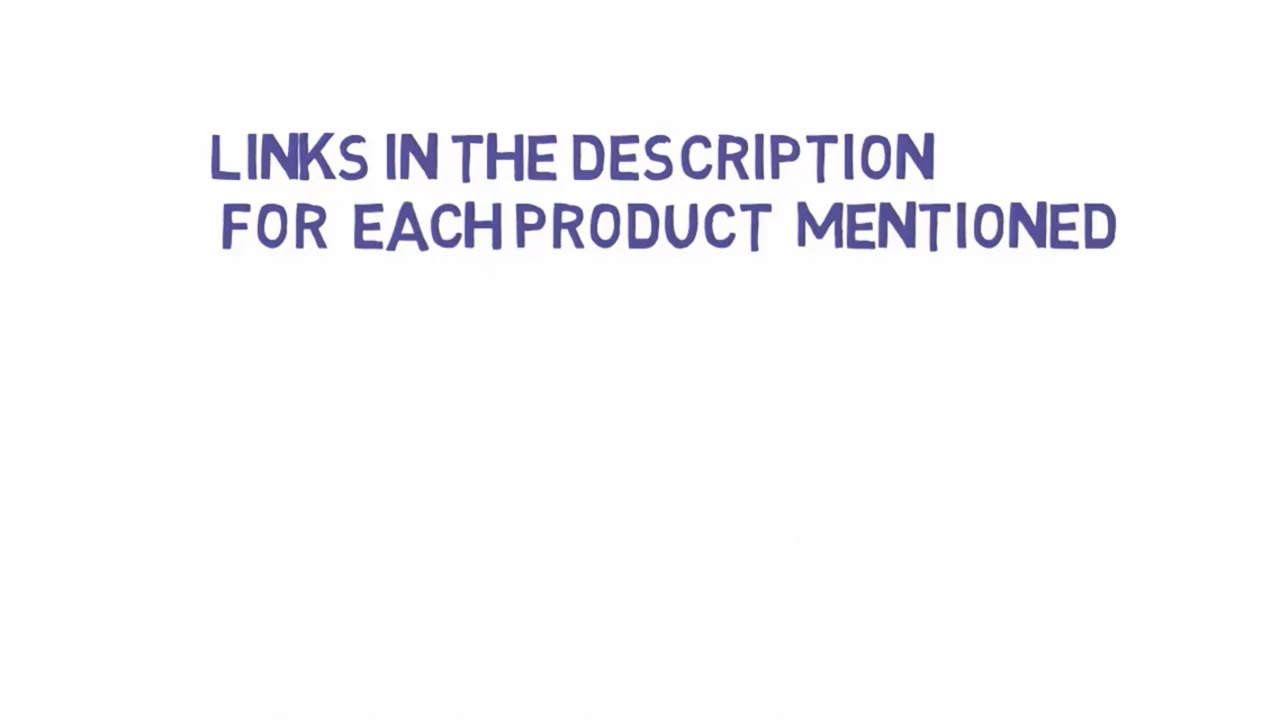 LINKS IN THE DESCRIPTION
FOR EACH PRODUCT MENTIONED